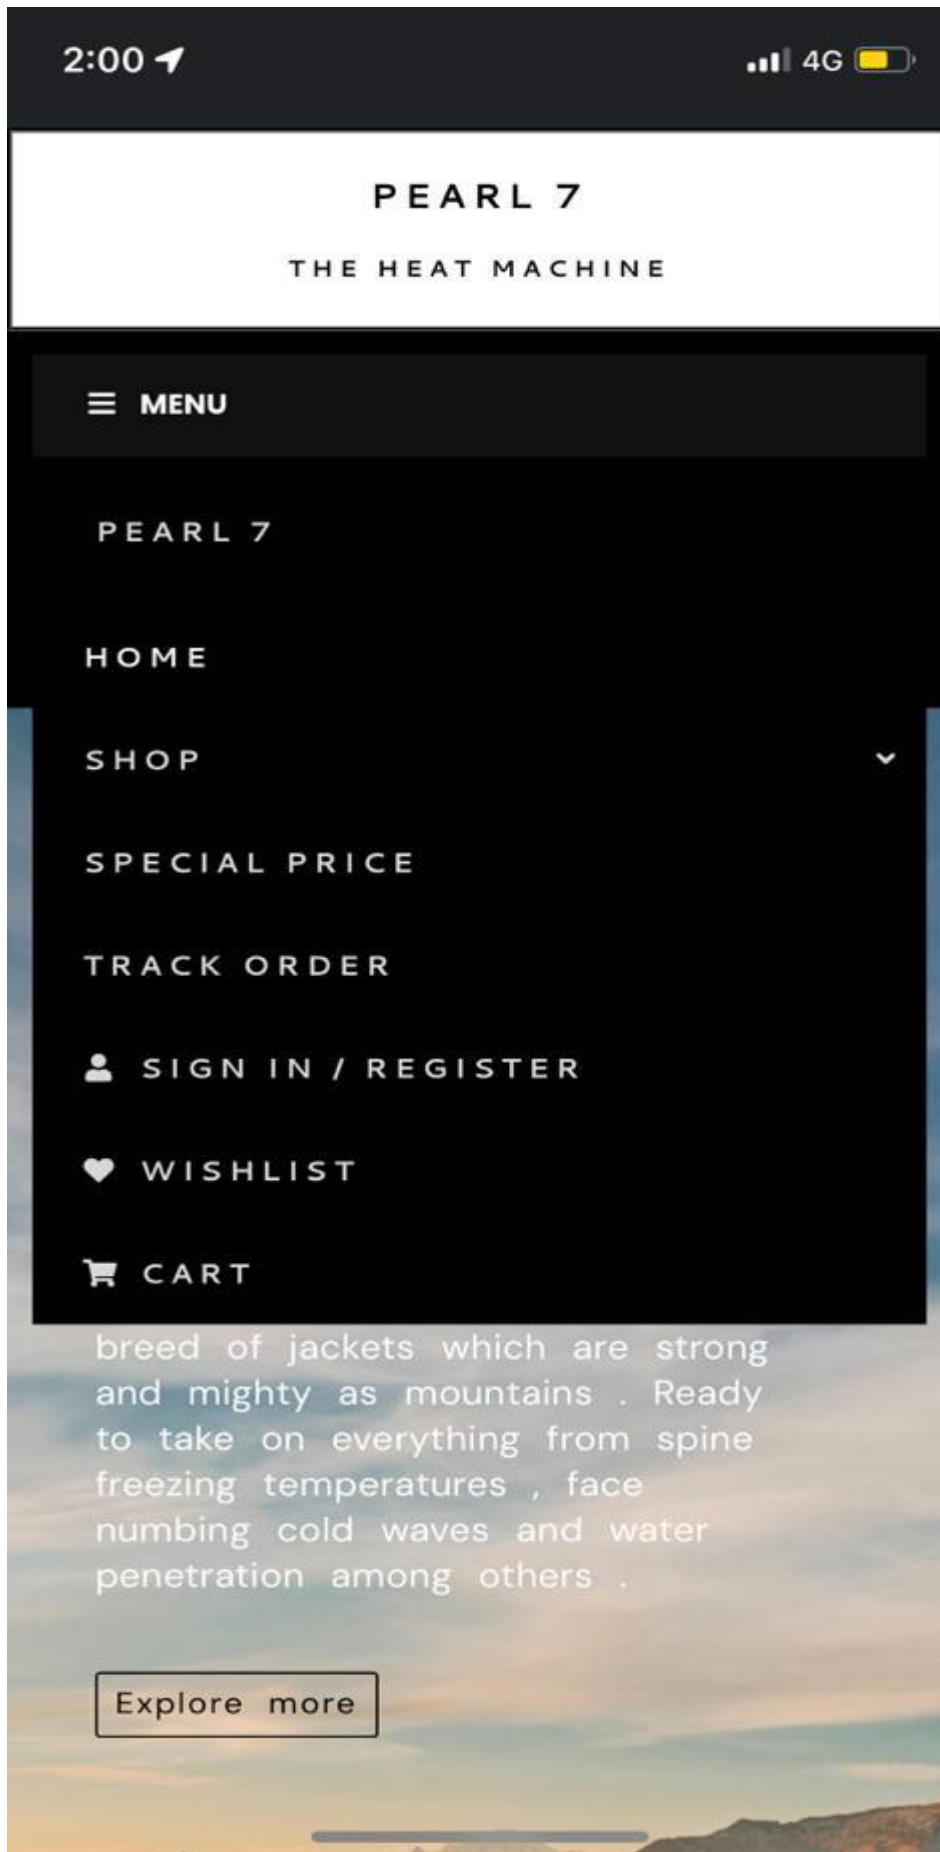 2:00
4G
PEARL 7
THE HEAT MACHINE
MENU
PEARL 7
HOME
SHOP
SPECIAL PRICE
TRACK ORDER
SIGN IN / REGISTER
WISHLIST
CART
breed of jackets which are strong
and mighty as mountains . Ready
to take on everything from spine
freezing temperatures , face
numbing cold waves and water
penetration among others .
Explore more